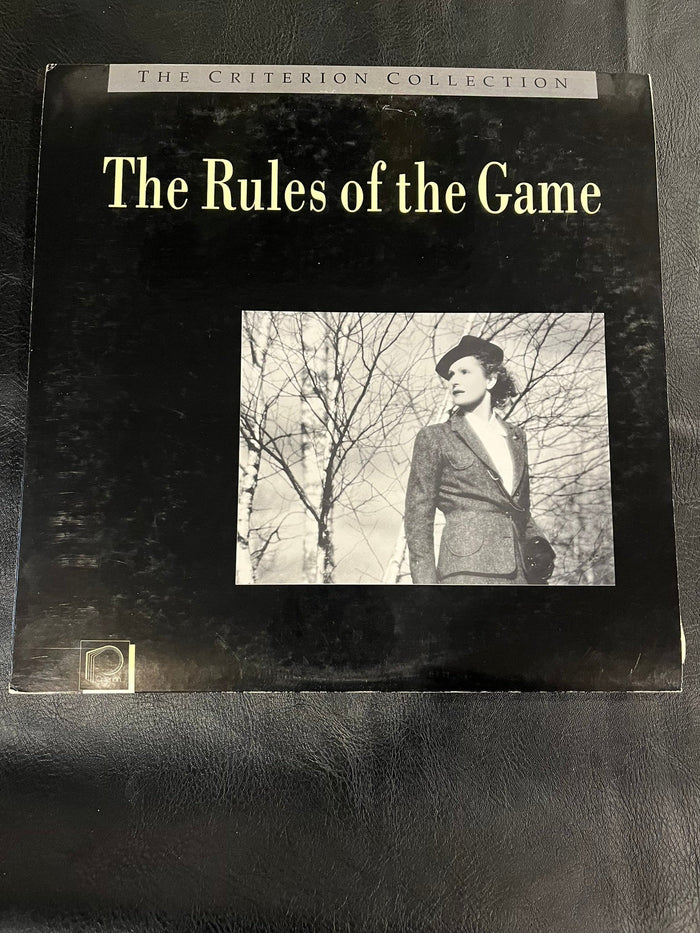 THE CRITERION COLLECTION
The Rules of the Game